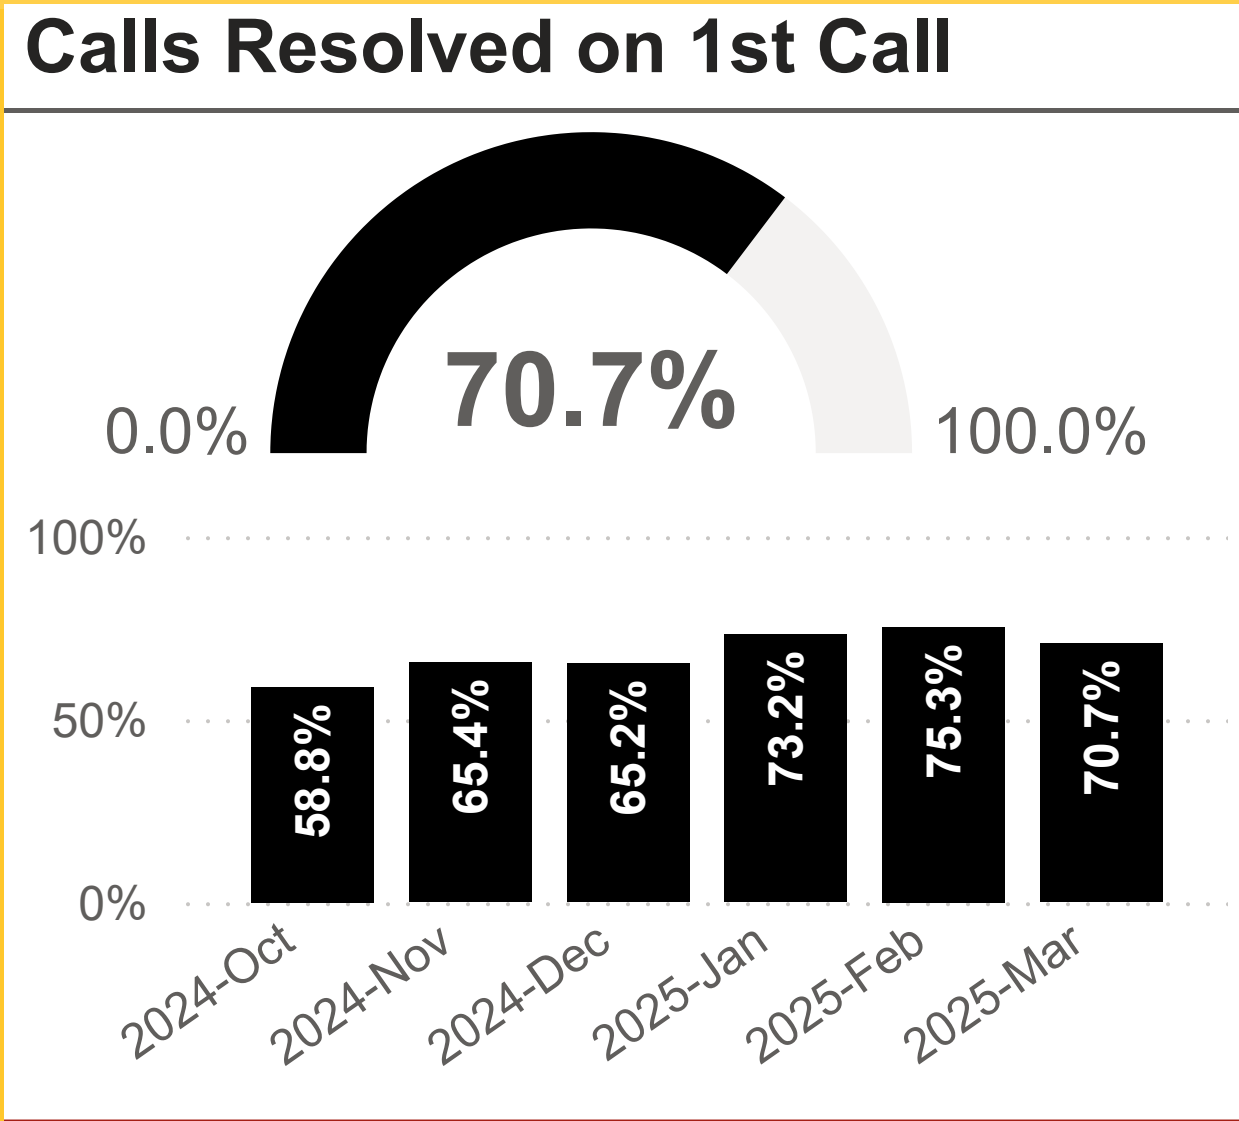 Calls Resolved on 1st Call
70.7%
0.0%
100.0%
100%
50%
0%
58.8%
65.4%
65.2%
73.2%
75.3%
70.7%
2024-Oct
2024-Nov
2024-Dec
2025-Jan
2025-Feb
2025-Mar